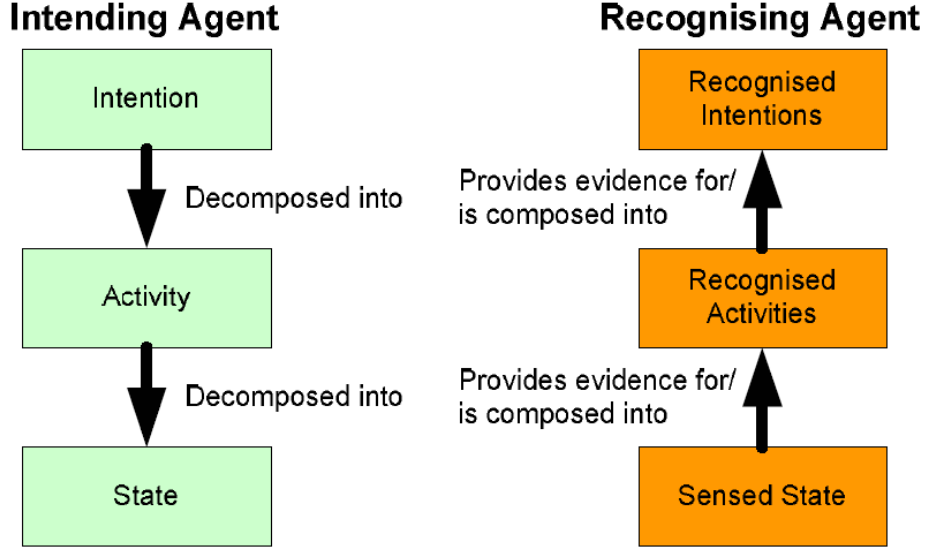 Intending Agent
Recognising Agent
Intention
Recognised
Intentions
Decomposed into
Provides evidence for/
is composed into
Activity
Recognised
Activities
Decomposed into
Provides evidence for/
is composed into
State
Sensed State